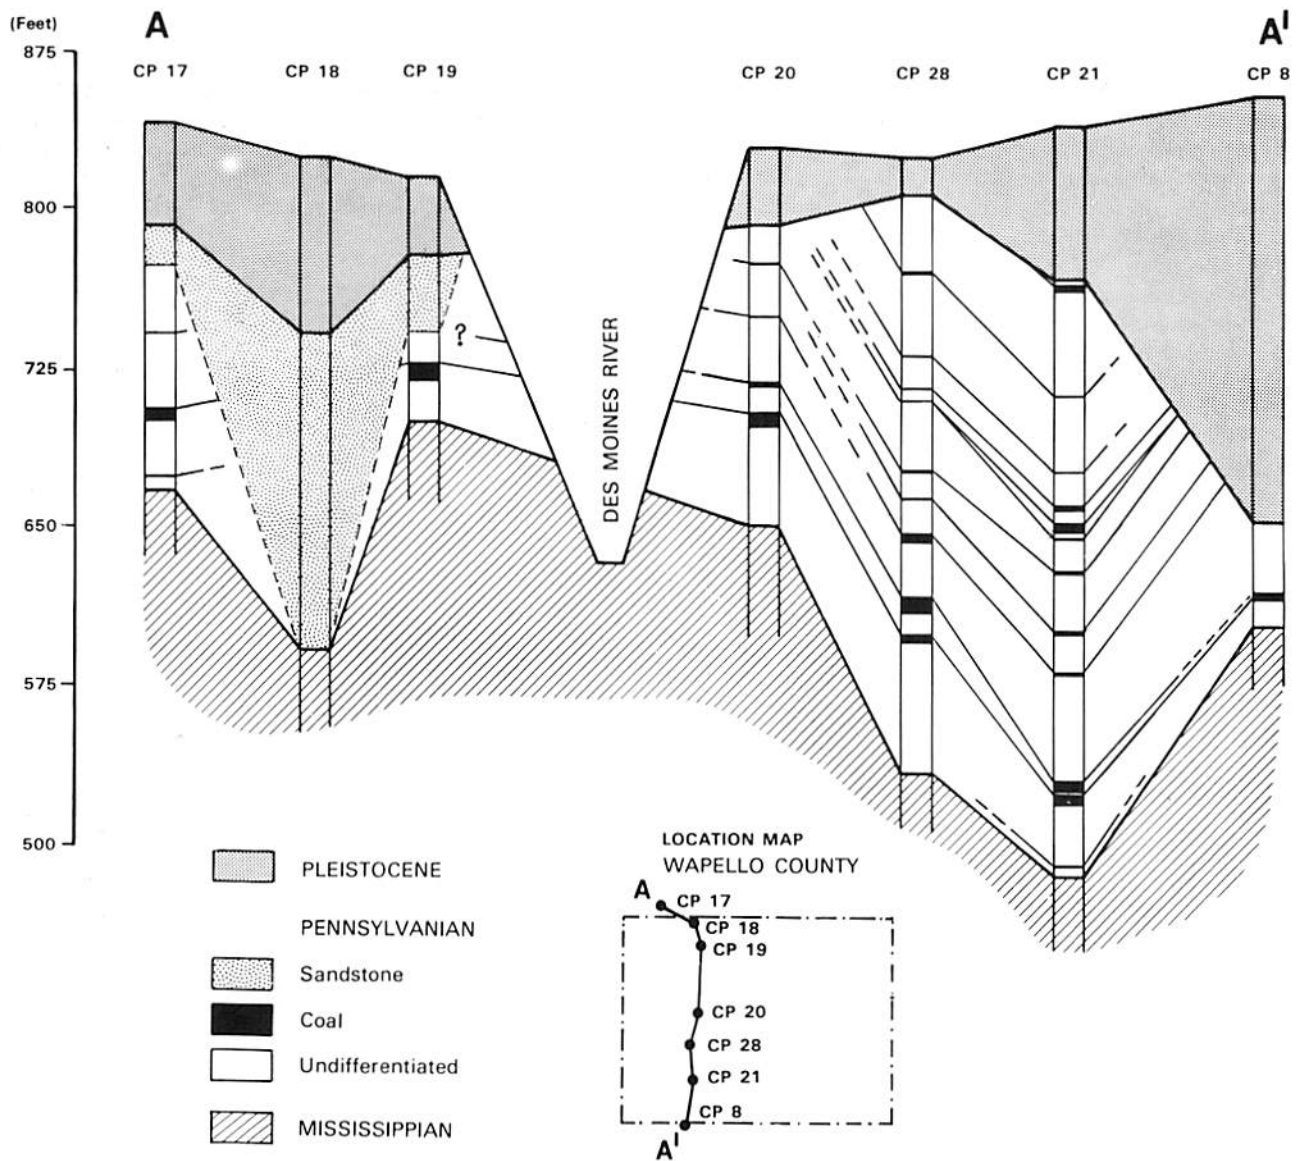 (Feet)
A
A'
875
CP 17
CP 18
CP 19
CP 20
CP 28
CP 21
CP 8
800
725
?
DES MOINES RIVER
650
575
500
PLEISTOCENE
PENNSYLVANIAN
Sandstone
Coal
Undifferentiated
MISSISSIPPIAN
LOCATION MAP
WAPELLO COUNTY
A
CP 17
CP 18
CP 19
CP 20
CP 28
CP 21
CP 8
A'